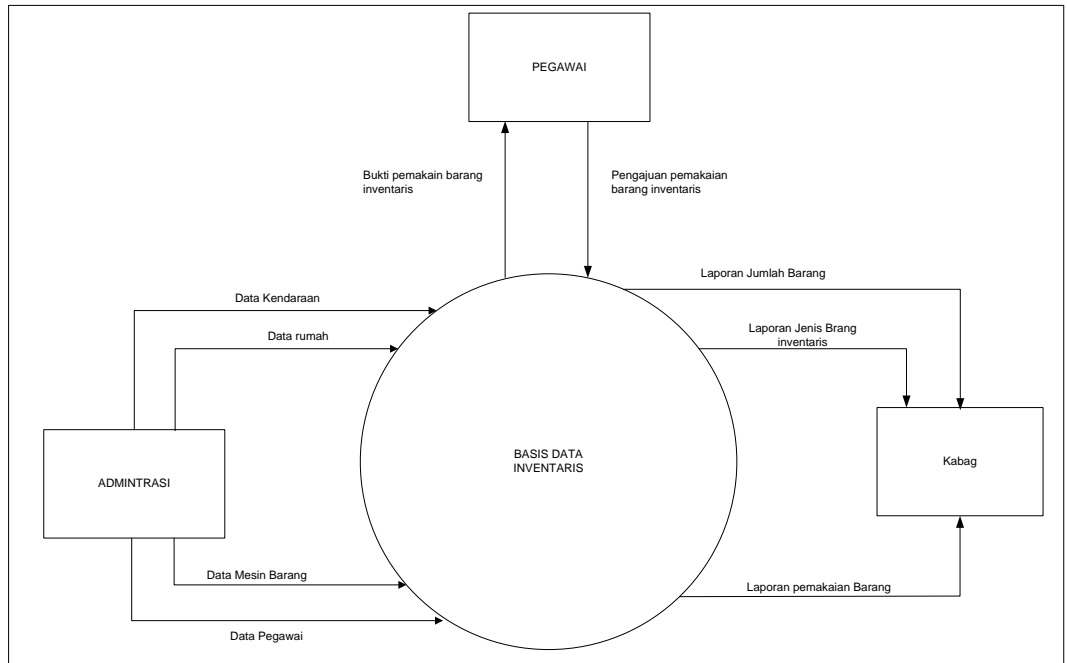 PEGAWAI
Bukti pemakain barang
inventaris
Pengajuan pemakaian
barang inventaris
Laporan Jumlah Barang
Data Kendaraan
Laporan Jenis Brang
inventaris
Data rumah
BASIS DATA
INVENTARIS
Kabag
ADMINTRASI
Data Mesin Barang
Laporan pemakaian Barang
Data Pegawai